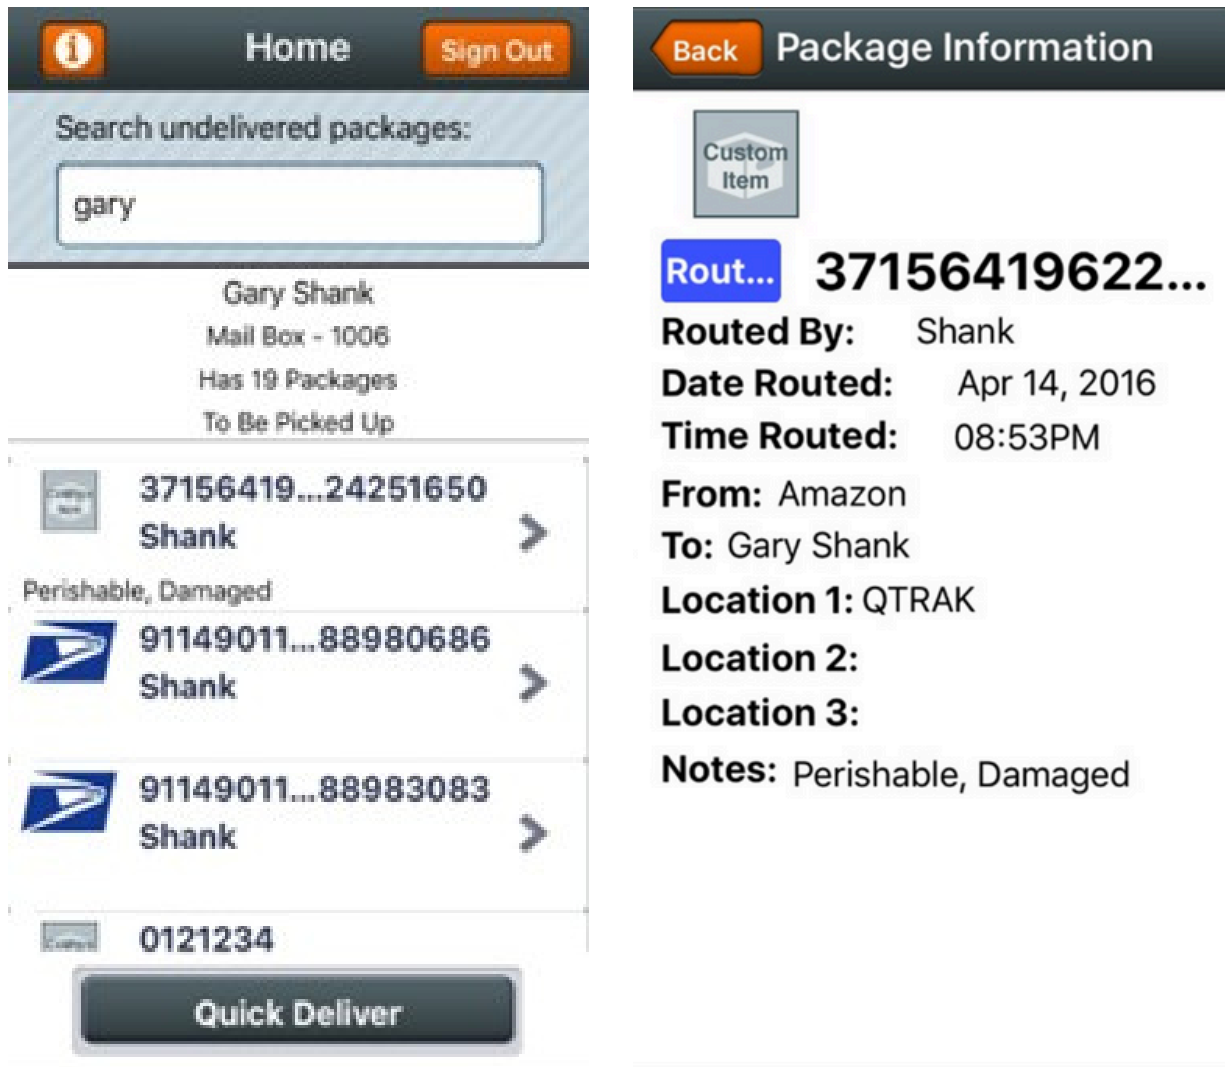 Home
Sign Out
Search undelivered packages:
gary
Gary Shank
Mail Box - 1006
Has 19 Packages
To Be Picked Up
37156419...24251650
Shank
Perishable, Damaged
91149011...88980686
Shank
91149011...88983083
Shank
0121234
Quick Deliver
Back
Package Information
Custom
Item
Rout...
37156419622...
Routed By: Shank
Date Routed: Apr 14, 2016
Time Routed: 08:53PM
From: Amazon
To: Gary Shank
Location 1: QTRAK
Location 2:
Location 3:
Notes: Perishable, Damaged